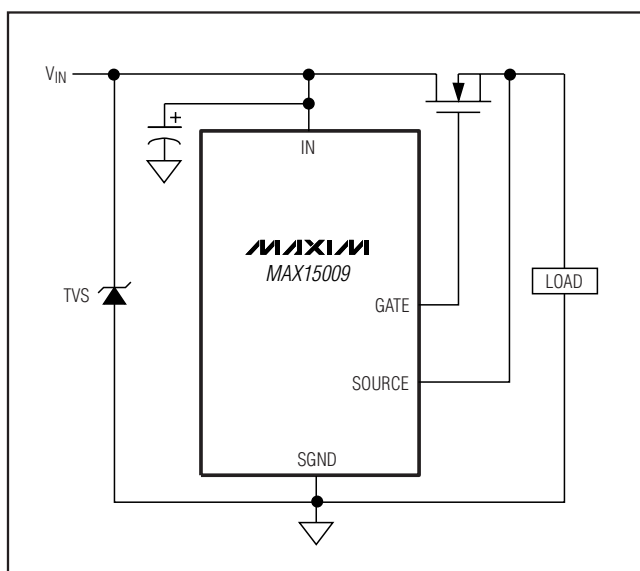 VIN
+
IN
MAXIM
MAX15009
TVS
GATE
LOAD
SOURCE
SGND